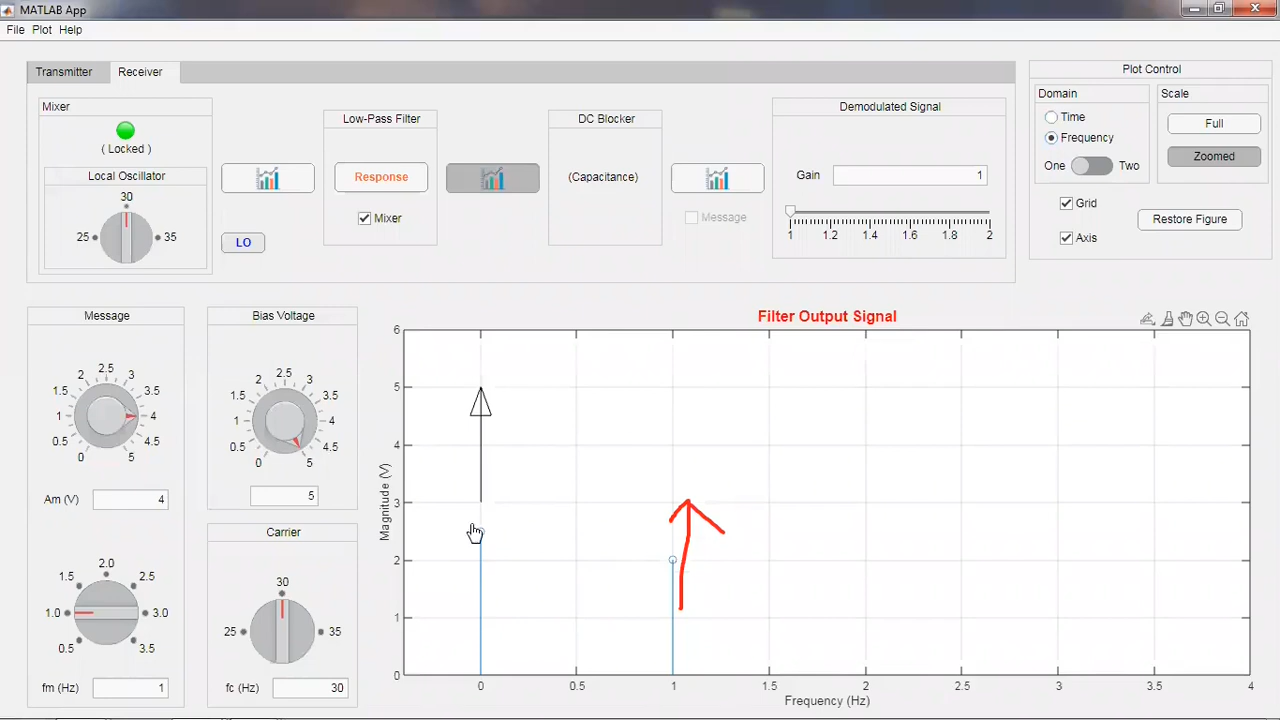 MATLAB App
File Plot Help
Transmitter Receiver
Mixer
( Locked )
Local Oscillator
30
25 35
LO
Low-Pass Filter
Response
Mixer
DC Blocker
(Capacitance)
Message
Demodulated Signal
Gain 1
1 1.2 1.4 1.6 1.8 2
Plot Control
Domain
Time
Frequency
One Two
Scale
Full
Zoomed
Grid
Axis
Restore Figure
Message
2.5
2 3
1.5 3.5
1 4
0.5 4.5
0 5
Am (V) 4
2.0
1.5 2.5
1.0 3.0
0.5 3.5
fm (Hz) 1
Bias Voltage
2.5
2 3
1.5 3.5
1 4
0.5 4.5
0 5
5
Carrier
30
25 35
fc (Hz) 30
Filter Output Signal
6
5
4
3
2
1
0
Magnitude (V)
0 0.5 1 1.5 2 2.5 3 3.5 4
Frequency (Hz)